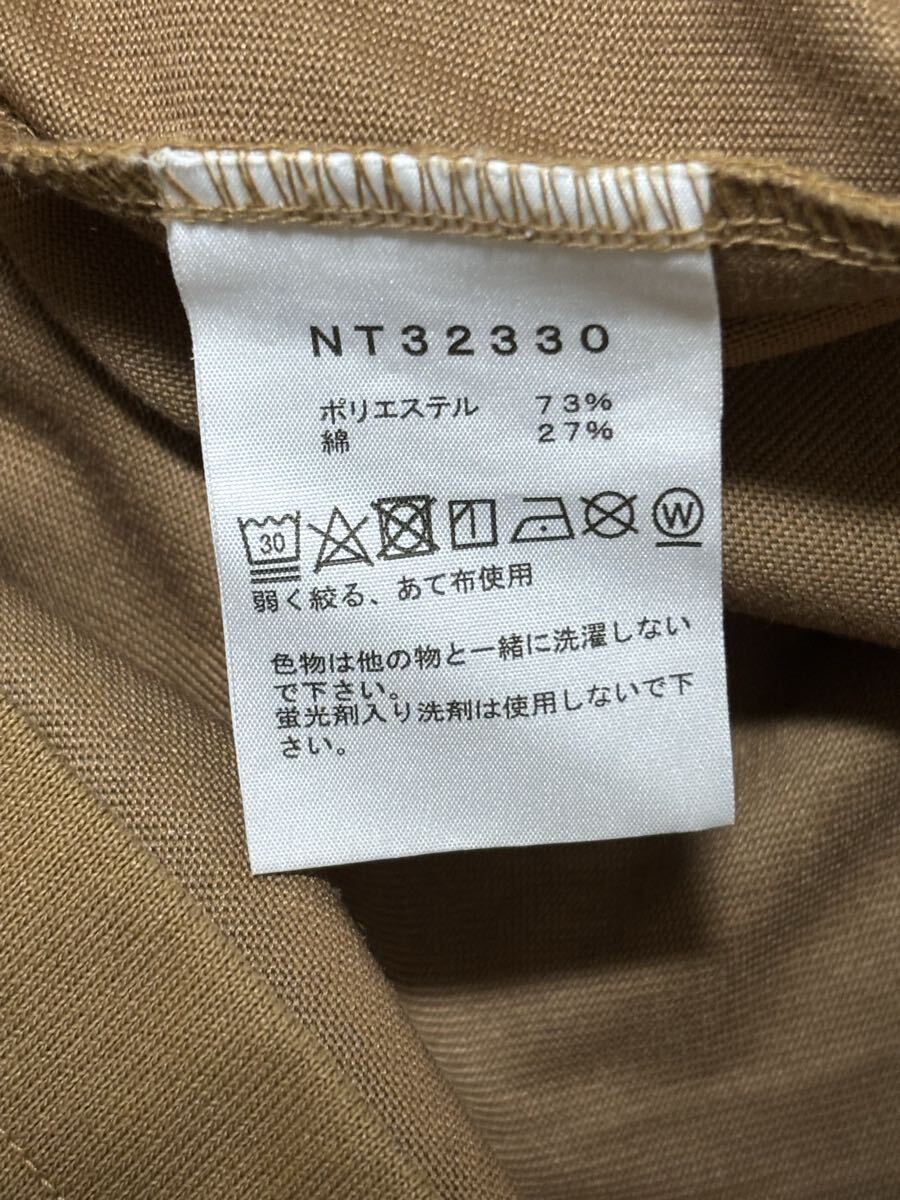 NT32330
ポリエステル 73%
綿 27%
30 W
弱く絞る、あて布使用
色物は他の物と一緒に洗濯しない
で下さい。
蛍光剤入り洗剤は使用しないで下
さい。